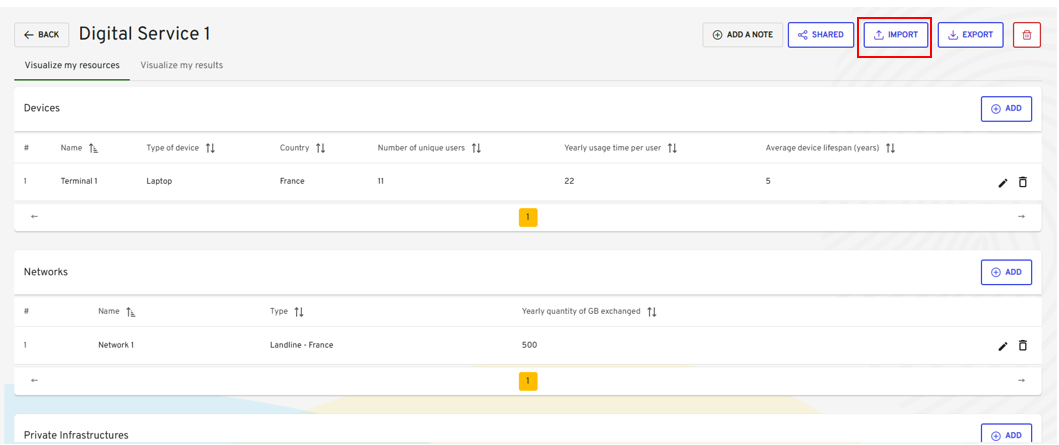 ← BACK Digital Service 1 ADD A NOTE SHARED IMPORT EXPORT
Visualize my resources Visualize my results
Devices ADD
# Name Type of device Country Number of unique users Yearly usage time per user Average device lifespan (years)
1 Terminal 1 Laptop France 11 22 5
← 1 →
Networks ADD
# Name Type Yearly quantity of GB exchanged
1 Network 1 Landline - France 500
← 1 →
Private Infrastructures ADD